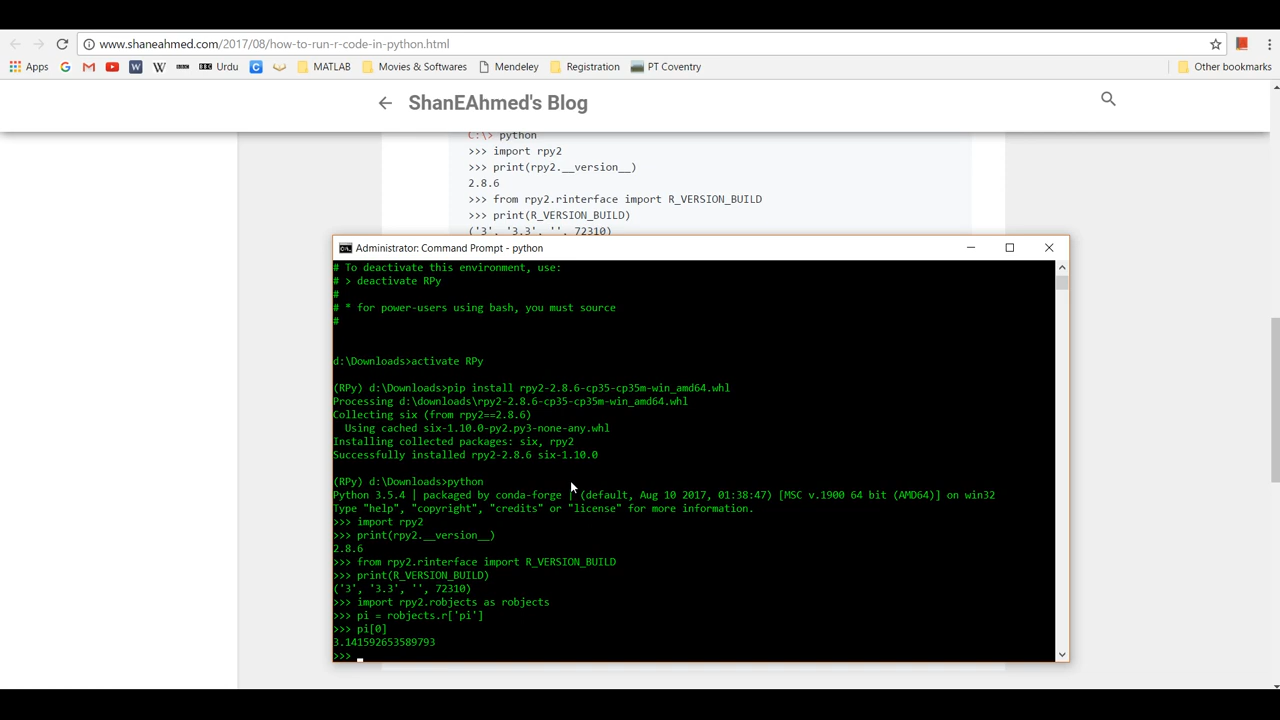 www.shaneahmed.com/2017/08/how-to-run-r-code-in-python.html
Apps
Urdu
MATLAB
Movies & Softwares
Mendeley
Registration
PT Coventry
Other bookmarks
ShanEAhmed's Blog
C:\> python
>>> import rpy2
>>> print(rpy2.__version__)
2.8.6
>>> from rpy2.rinterface import R_VERSION_BUILD
>>> print(R_VERSION_BUILD)
('3', '3.3', '', 72310)
Administrator: Command Prompt - python
# To deactivate this environment, use:
# > deactivate RPy
#
# * for power-users using bash, you must source
#
d:\Downloads>activate RPy
(RPy) d:\Downloads>pip install rpy2-2.8.6-cp35-cp35m-win_amd64.whl
Processing d:\downloads\rpy2-2.8.6-cp35-cp35m-win_amd64.whl
Collecting six (from rpy2==2.8.6)
Using cached six-1.10.0-py2.py3-none-any.whl
Installing collected packages: six, rpy2
Successfully installed rpy2-2.8.6 six-1.10.0
(RPy) d:\Downloads>python
Python 3.5.4 | packaged by conda-forge | (default, Aug 10 2017, 01:38:47) [MSC v.1900 64 bit (AMD64)] on win32
Type "help", "copyright", "credits" or "license" for more information.
>>> import rpy2
>>> print(rpy2.__version__)
2.8.6
>>> from rpy2.rinterface import R_VERSION_BUILD
>>> print(R_VERSION_BUILD)
('3', '3.3', '', 72310)
>>> import rpy2.robjects as robjects
>>> pi = robjects.r['pi']
>>> pi[0]
3.141592653589793
>>>